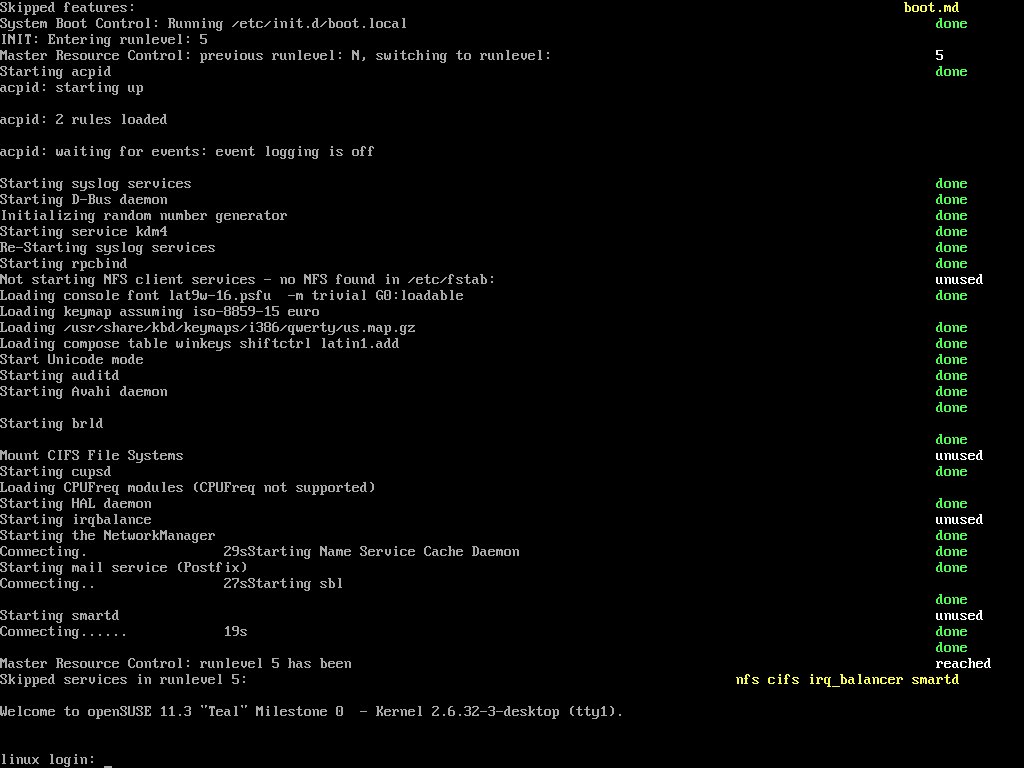 Skipped features: boot.md
System Boot Control: Running /etc/init.d/boot.local done
INIT: Entering runlevel: 5
Master Resource Control: previous runlevel: N, switching to runlevel: 5
Starting acpid done
acpid: starting up
acpid: 2 rules loaded
acpid: waiting for events: event logging is off
Starting syslog services done
Starting D-Bus daemon done
Initializing random number generator done
Starting service kdm4 done
Re-Starting syslog services done
Starting rpcbind done
Not starting NFS client services - no NFS found in /etc/fstab: unused
Loading console font lat9w-16.psfu  -m trivial G0:loadable done
Loading keymap assuming iso-8859-15 euro
Loading /usr/share/kbd/keymaps/i386/qwerty/us.map.gz done
Loading compose table winkeys shiftctrl latin1.add done
Start Unicode mode done
Starting auditd done
Starting Avahi daemon done
done
Starting brld
done
Mount CIFS File Systems unused
Starting cupsd done
Loading CPUFreq modules (CPUFreq not supported)
Starting HAL daemon done
Starting irqbalance unused
Starting the NetworkManager done
Connecting. 29sStarting Name Service Cache Daemon done
Starting mail service (Postfix) done
Connecting.. 27sStarting sbl
done
Starting smartd unused
Connecting...... 19s done
done
Master Resource Control: runlevel 5 has been reached
Skipped services in runlevel 5: nfs cifs irq_balancer smartd
Welcome to openSUSE 11.3 "Teal" Milestone 0  - Kernel 2.6.32-3-desktop (tty1).
linux login: _